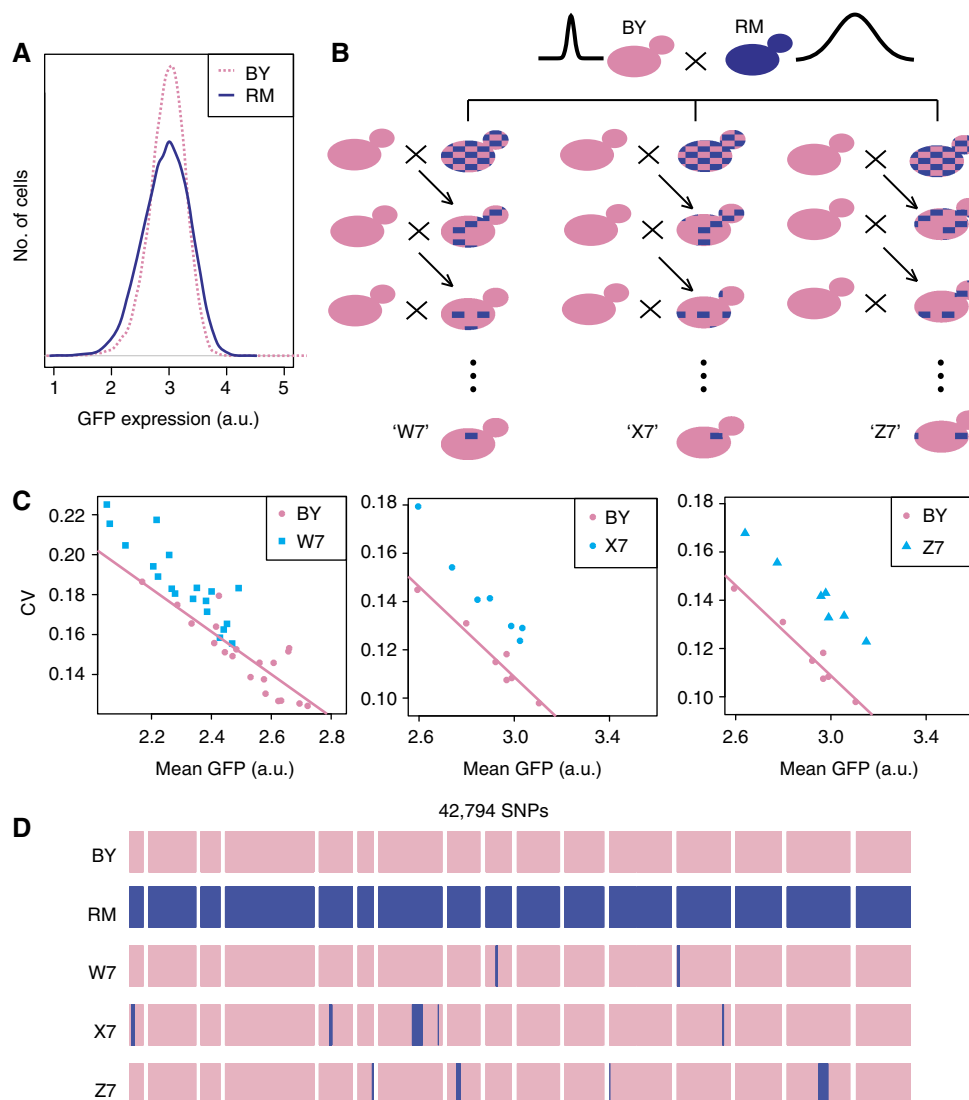 A
BY
RM
No. of cells
1 2 3 4 5
GFP expression (a.u.)
B
BY
RM
‘W7’
‘X7’
‘Z7’
C
BY
W7
0.22
0.20
0.18
0.16
0.14
CV
2.2 2.4 2.6 2.8
Mean GFP (a.u.)
BY
X7
0.18
0.16
0.14
0.12
0.10
2.6 3.0 3.4
Mean GFP (a.u.)
BY
Z7
0.18
0.16
0.14
0.12
0.10
2.6 3.0 3.4
Mean GFP (a.u.)
D
42,794 SNPs
BY
RM
W7
X7
Z7